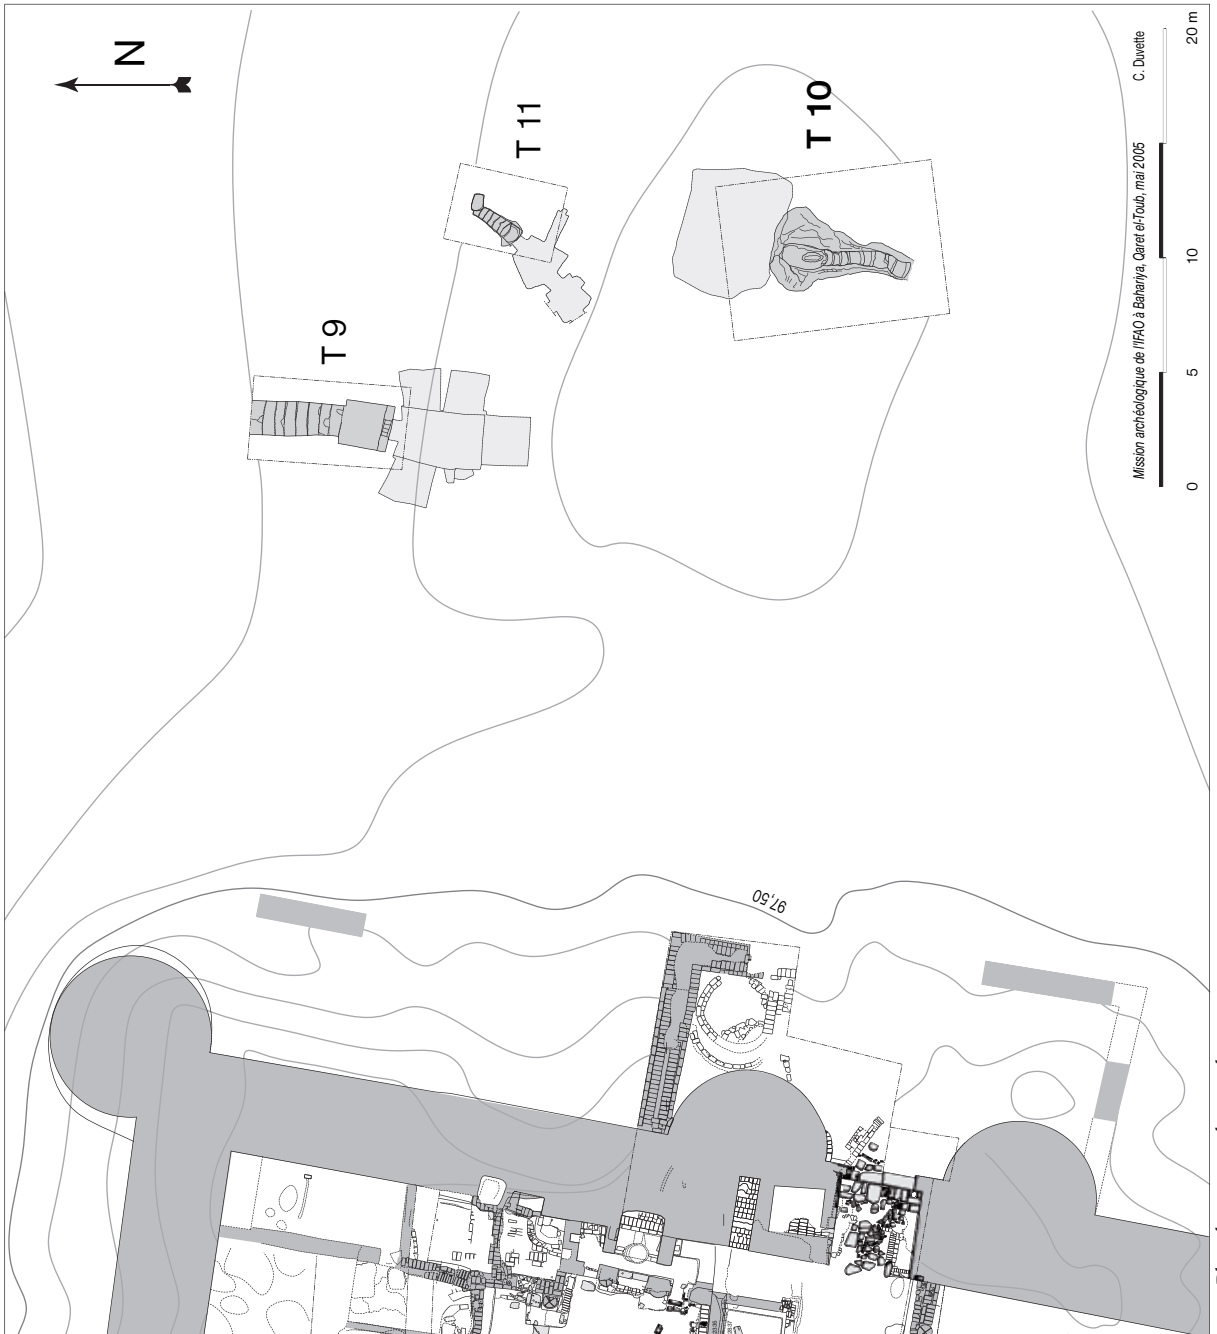 N
T 9
T 11
T 10
97,50
Mission archéologique de l'IFAO à Bahariya, Qaret el-Toub, mai 2005
C. Duvette
0 5 10 20 m